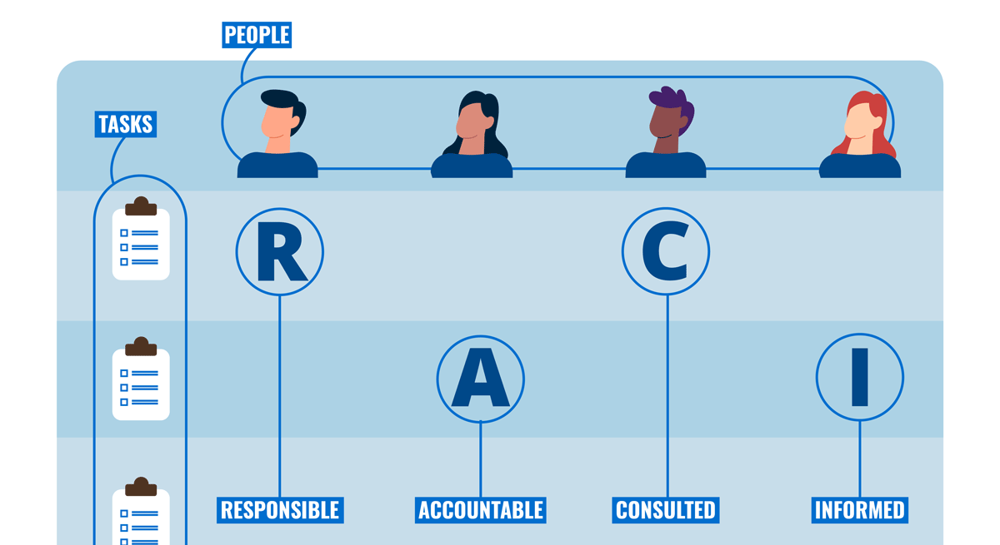 PEOPLE
TASKS
R
C
A
I
RESPONSIBLE
ACCOUNTABLE
CONSULTED
INFORMED